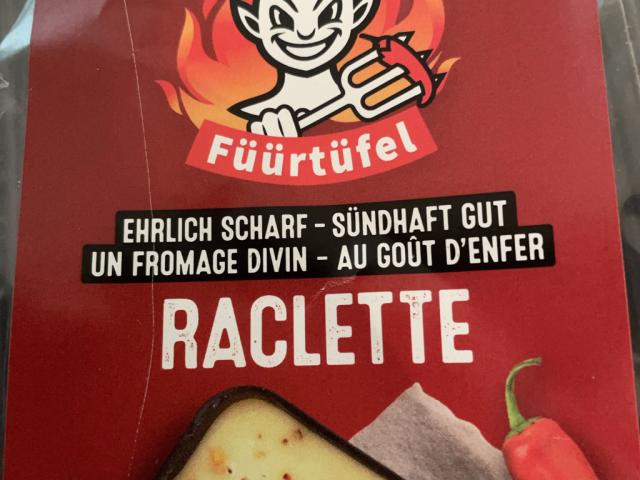 Füürtüfel
EHRLICH SCHARF - SÜNDHAFT GUT
UN FROMAGE DIVIN - AU GOÛT D'ENFER
RACLETTE